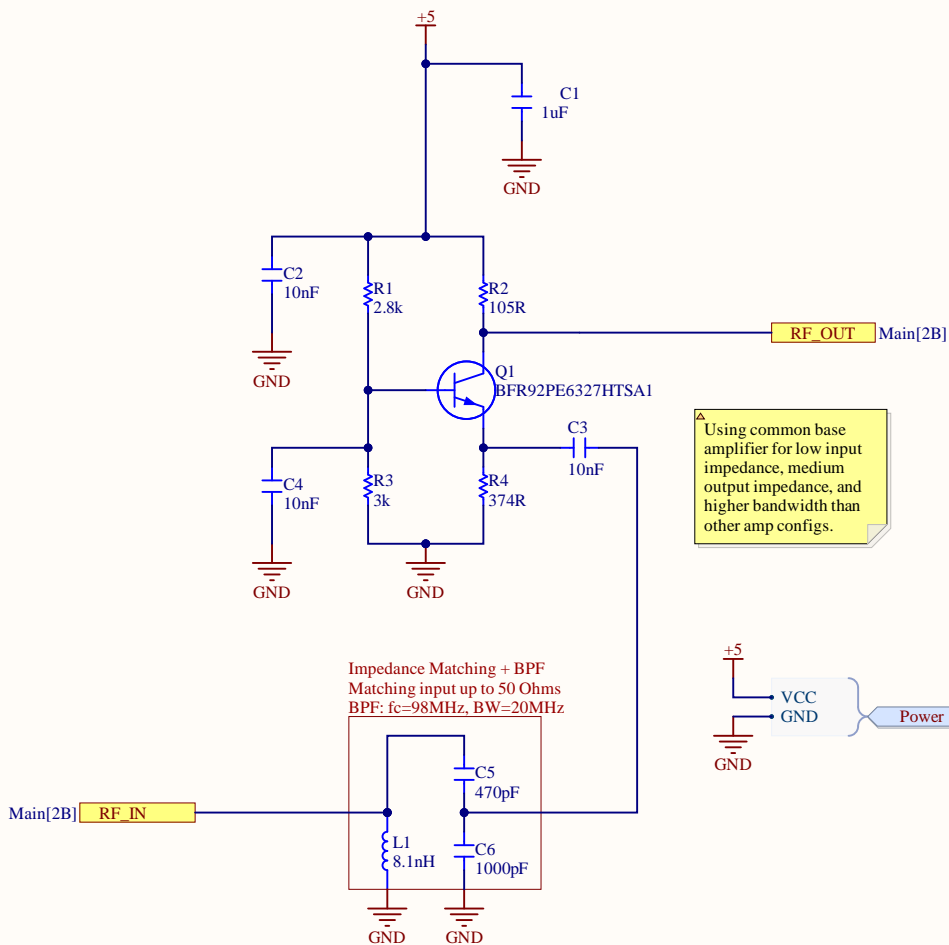 +5
C1
1uF
GND
C2
10nF
GND
R1
2.8k
R2
105R
RF_OUT
Main[2B]
Q1
BFR92PE6327HTSA1
C3
10nF
C4
10nF
GND
R3
3k
R4
374R
GND
Using common base
amplifier for low input
impedance, medium
output impedance, and
higher bandwidth than
other amp configs.
Impedance Matching + BPF
Matching input up to 50 Ohms
BPF: fc=98MHz, BW=20MHz
+5
VCC
GND
Power
GND
C5
470pF
Main[2B]
RF_IN
L1
8.1nH
C6
1000pF
GND
GND